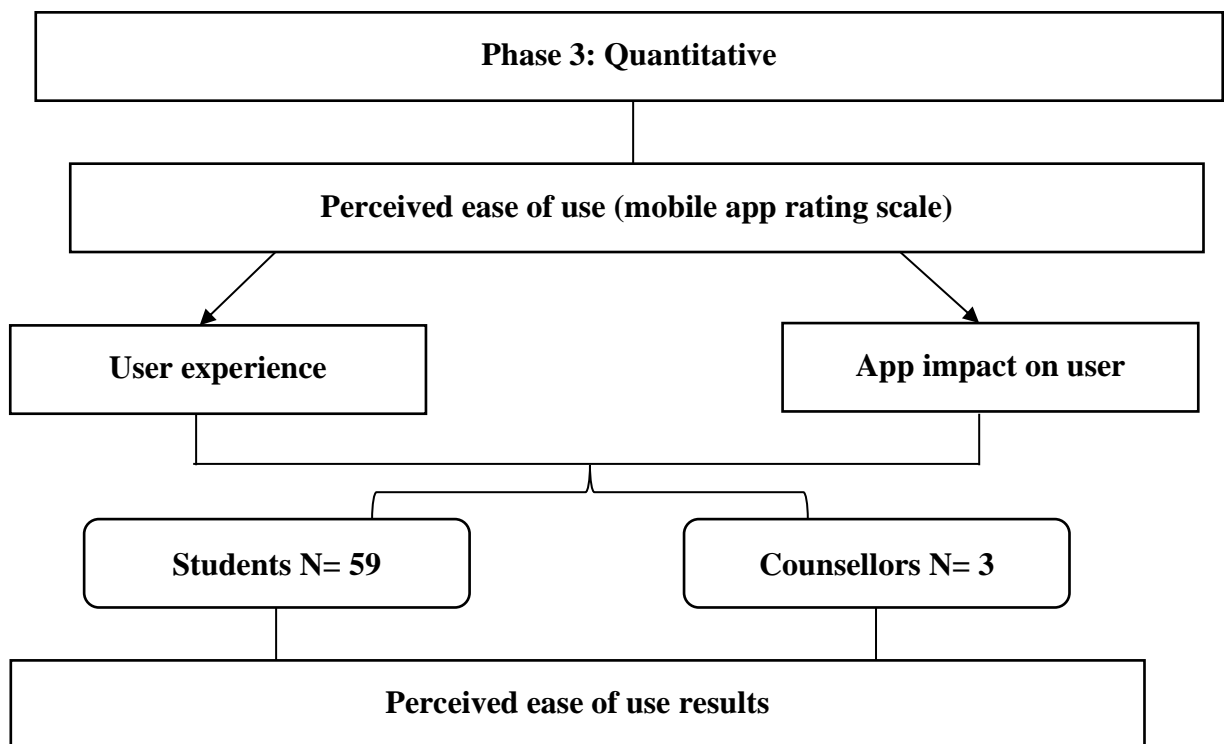 Phase 3: Quantitative
Perceived ease of use (mobile app rating scale)
User experience
App impact on user
Students N= 59
Counsellors N= 3
Perceived ease of use results